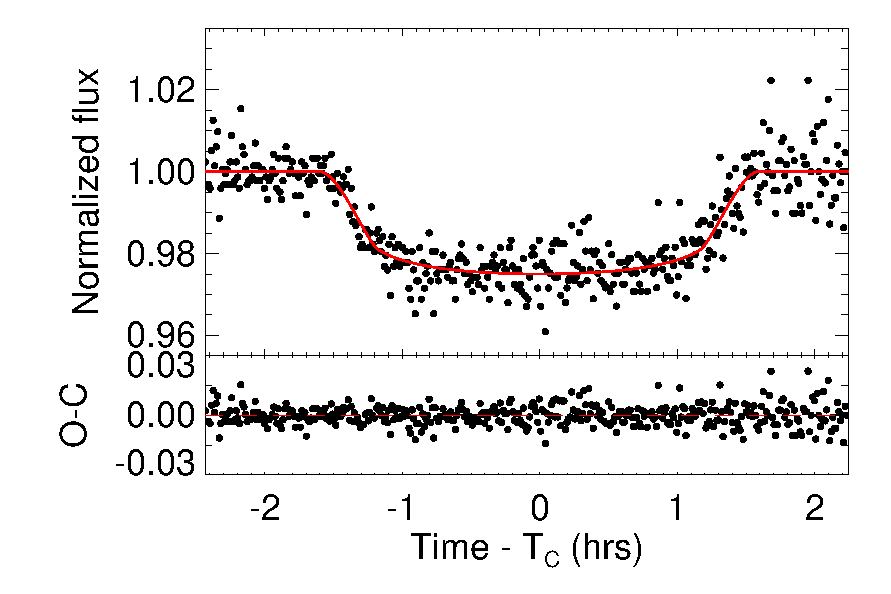 Normalized flux
1.02
1.00
0.98
0.96
O-C
0.03
0.00
-0.03
-2 -1 0 1 2
Time - T_C (hrs)